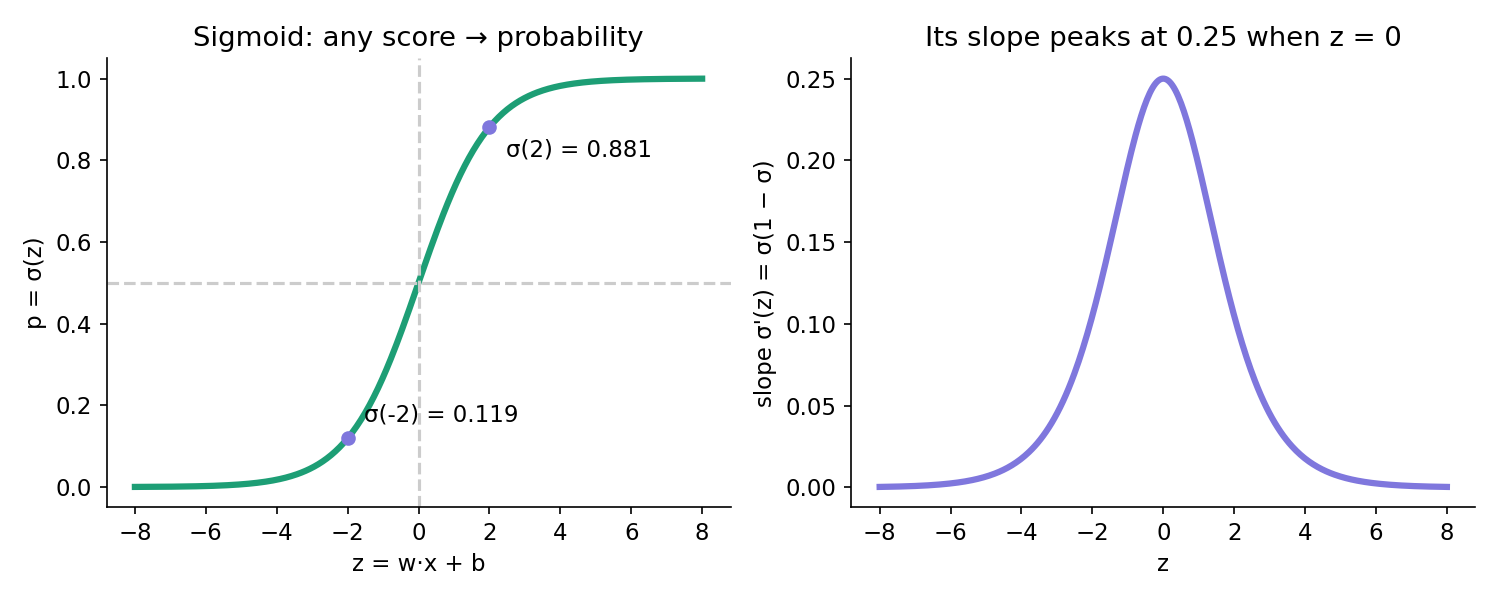 Sigmoid: any score → probability
p = σ(z)
1.0
0.8
0.6
0.4
0.2
0.0
σ(2) = 0.881
σ(-2) = 0.119
−8 −6 −4 −2 0 2 4 6 8
z = w·x + b
Its slope peaks at 0.25 when z = 0
slope σ'(z) = σ(1 − σ)
0.25
0.20
0.15
0.10
0.05
0.00
−8 −6 −4 −2 0 2 4 6 8
z